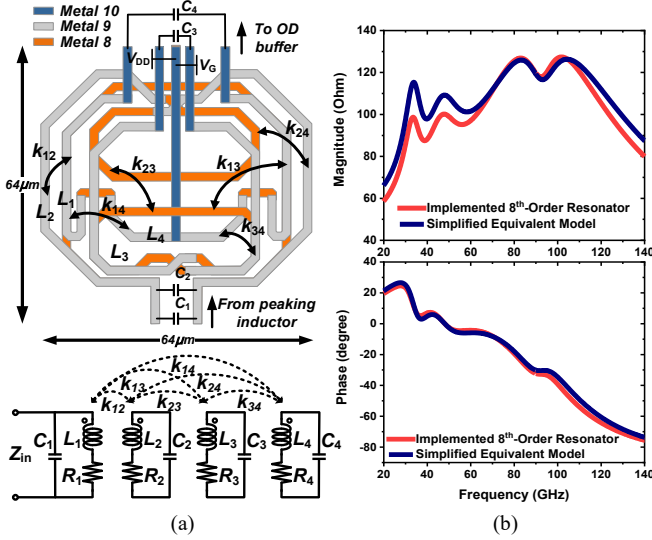 Metal 10
Metal 9
Metal 8
C4
C3
VDD
VG
To OD
buffer
64μm
k12
k23
k13
k24
L1
L2
k14
L4
k34
L3
C2
C1
From peaking
inductor
64μm
k14
k13
k24
k12
k23
k34
Zin
C1
L1
R1
L2
R2
C2
L3
R3
C3
L4
R4
C4
(a)
Magnitude (Ohm)
140
120
100
80
60
40
Implemented 8th-Order Resonator
Simplified Equivalent Model
20 40 60 80 100 120 140
Phase (degree)
40
20
0
-20
-40
-60
-80
Implemented 8th-Order Resonator
Simplified Equivalent Model
20 40 60 80 100 120 140
Frequency (GHz)
(b)